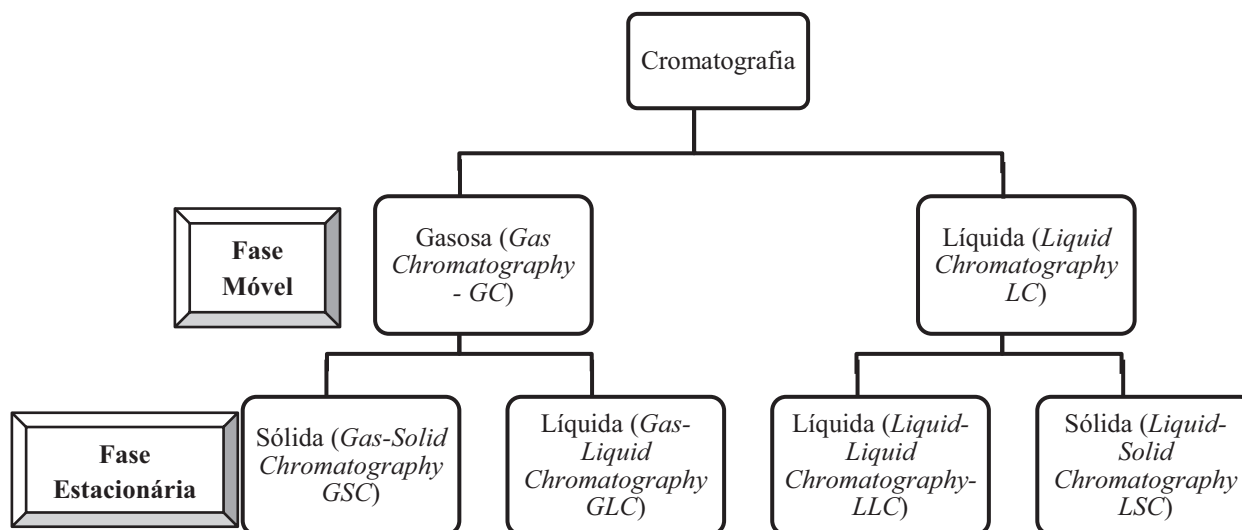 Cromatografia
Fase
Móvel
Gasosa (Gas
Chromatography
- GC)
Líquida (Liquid
Chromatography
LC)
Fase
Estacionária
Sólida (Gas-Solid
Chromatography
GSC)
Líquida (Gas-
Liquid
Chromatography
GLC)
Líquida (Liquid-
Liquid
Chromatography-
LLC)
Sólida (Liquid-
Solid
Chromatography
LSC)